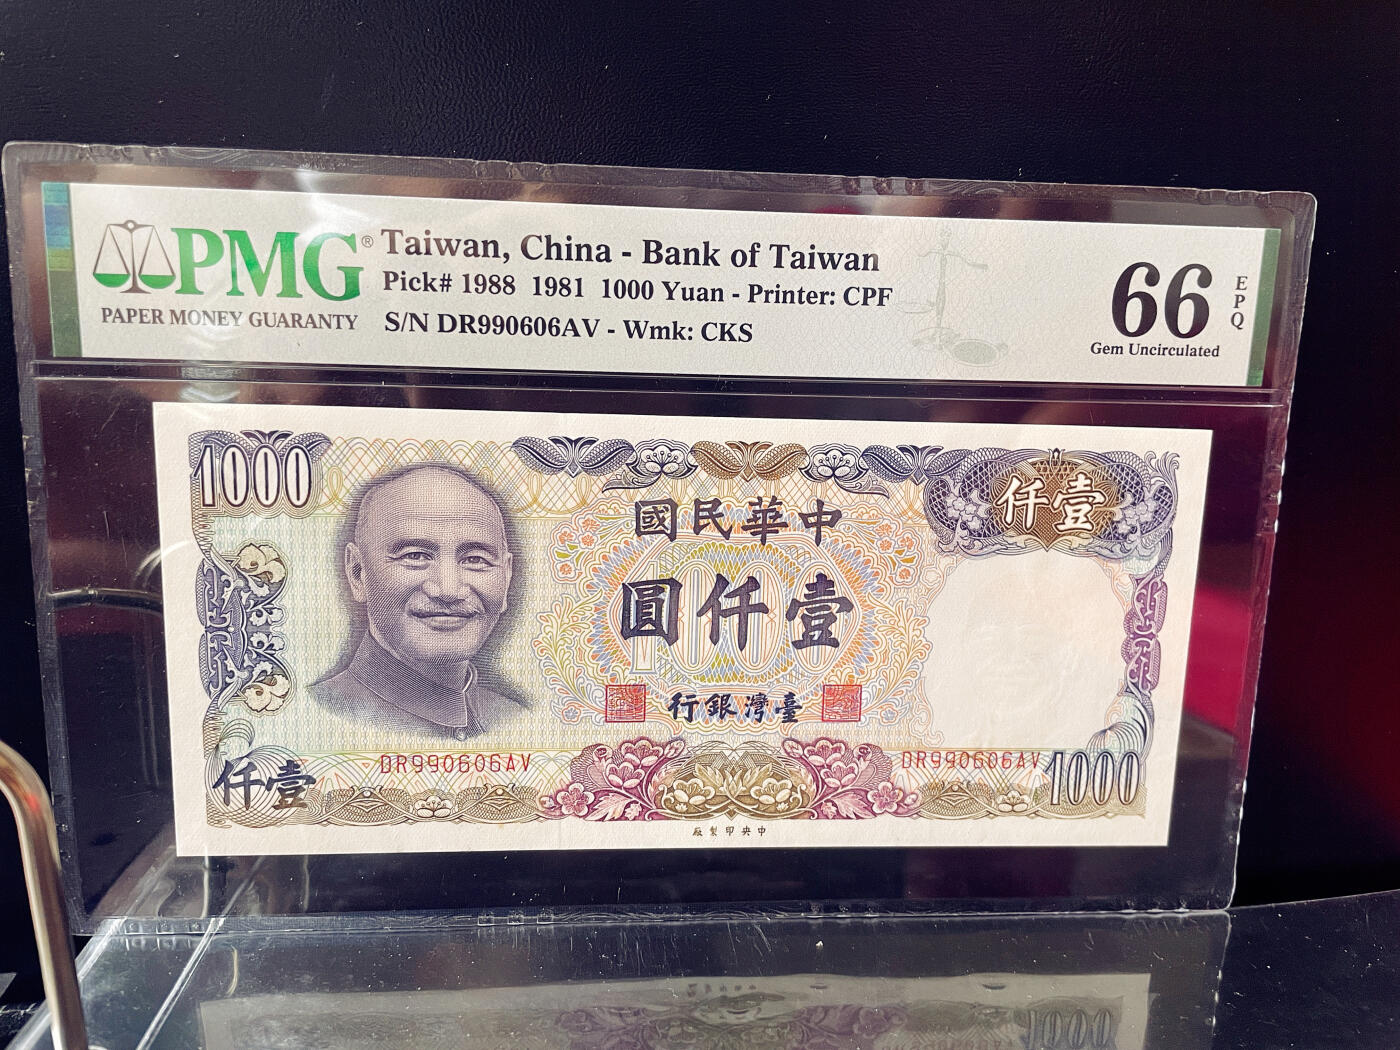 PMG®
PAPER MONEY GUARANTY
Taiwan, China - Bank of Taiwan
Pick# 1988 1981 1000 Yuan - Printer: CPF
S/N DR990606AV - Wmk: CKS
66
EPQ
Gem Uncirculated
1000
國民華中
仟壹
圓仟壹
1000
行銀灣臺
DR990606AV
DR990606AV
仟壹
1000
廠製印央中
1000